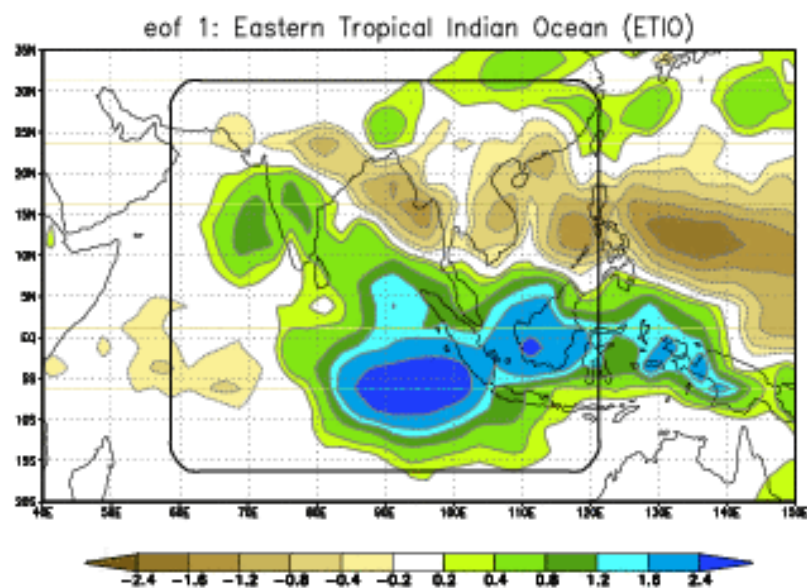 eof 1: Eastern Tropical Indian Ocean (ETIO)
35N
30N
25N
20N
15N
10N
5N
EQ
5S
10S
15S
20S
40E 50E 60E 70E 80E 90E 100E 110E 120E 130E 140E 150E
-2.4 -1.6 -1.2 -0.8 -0.4 -0.2 0.2 0.4 0.8 1.2 1.6 2.4